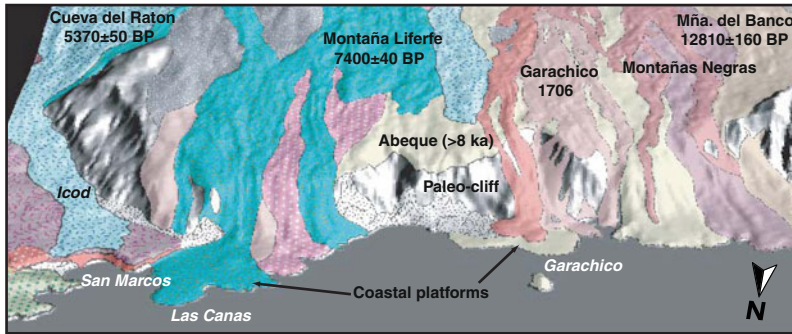 Cueva del Raton
5370±50 BP
Montaña Liferfe
7400±40 BP
Mña. del Banco
12810±160 BP
Garachico
1706
Montañas Negras
Abeque (>8 ka)
Paleo-cliff
Icod
San Marcos
Garachico
Coastal platforms
Las Canas
N